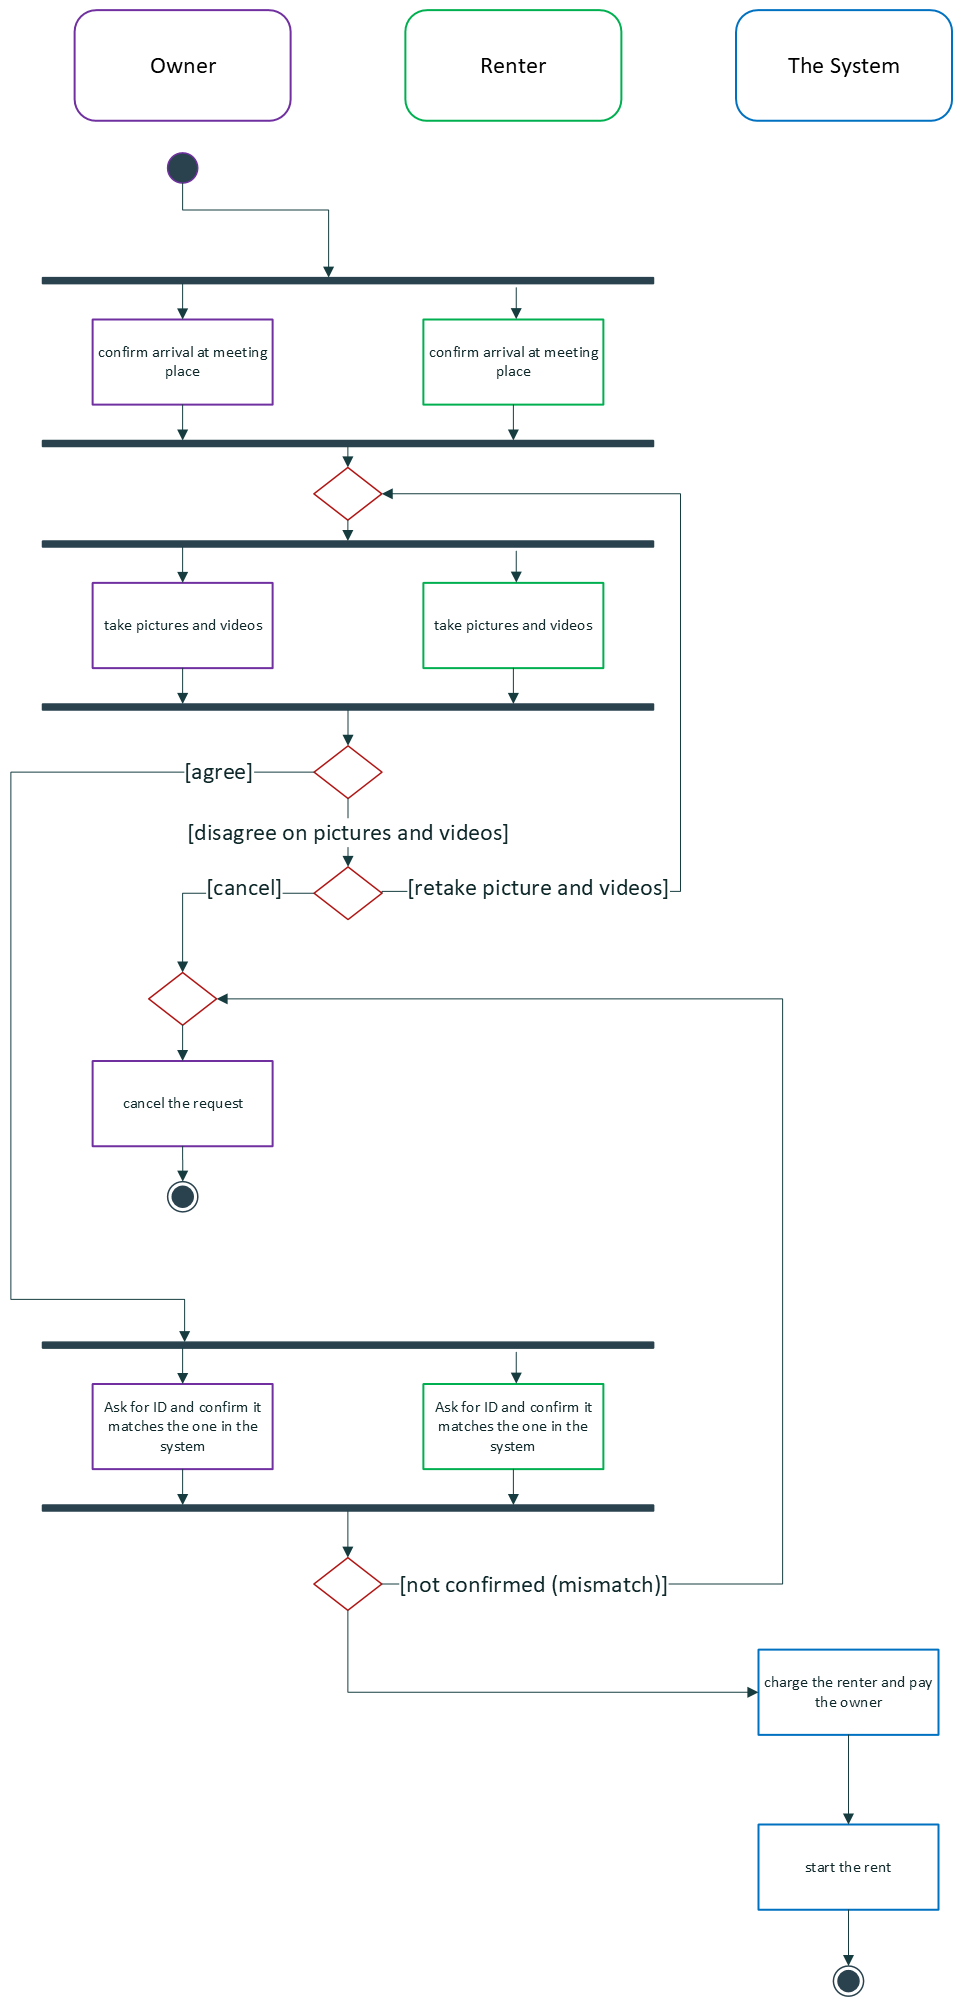 Owner
Renter
The System
confirm arrival at meeting
place
confirm arrival at meeting
place
take pictures and videos
take pictures and videos
[agree]
[disagree on pictures and videos]
[cancel]
[retake picture and videos]
cancel the request
Ask for ID and confirm it
matches the one in the
system
Ask for ID and confirm it
matches the one in the
system
[not confirmed (mismatch)]
charge the renter and pay
the owner
start the rent